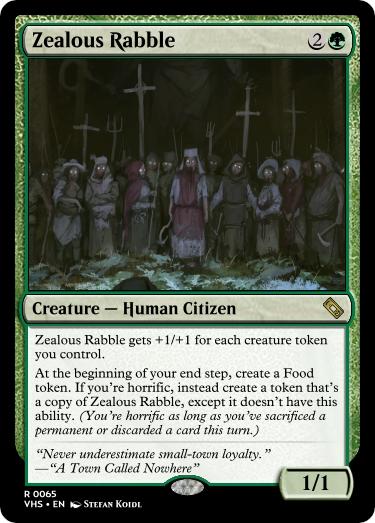 Zealous Rabble 2
Creature — Human Citizen
Zealous Rabble gets +1/+1 for each creature token
you control.
At the beginning of your end step, create a Food
token. If you're horrific, instead create a token that's
a copy of Zealous Rabble, except it doesn't have this
ability. (You're horrific as long as you've sacrificed a
permanent or discarded a card this turn.)
“Never underestimate small-town loyalty.”
—“A Town Called Nowhere”
1/1
R 0065
VHS • EN Stefan Koidl